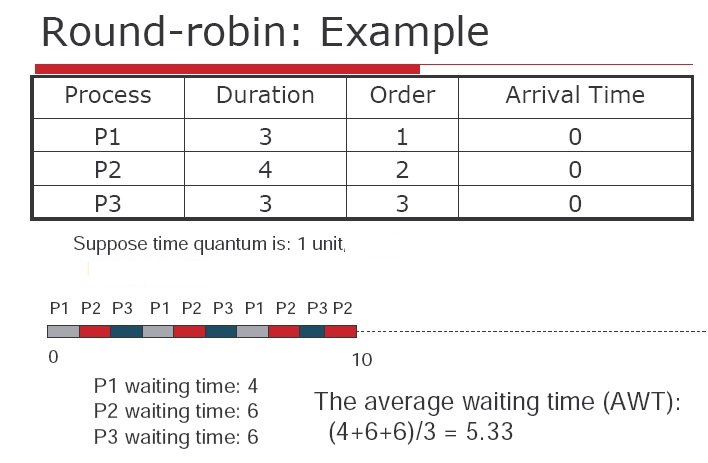 Round-robin: Example
Process Duration Order Arrival Time
P1 3 1 0
P2 4 2 0
P3 3 3 0
Suppose time quantum is: 1 unit,
P1 P2 P3 P1 P2 P3 P1 P2 P3 P2
0 10
P1 waiting time: 4
P2 waiting time: 6
P3 waiting time: 6
The average waiting time (AWT):
(4+6+6)/3 = 5.33